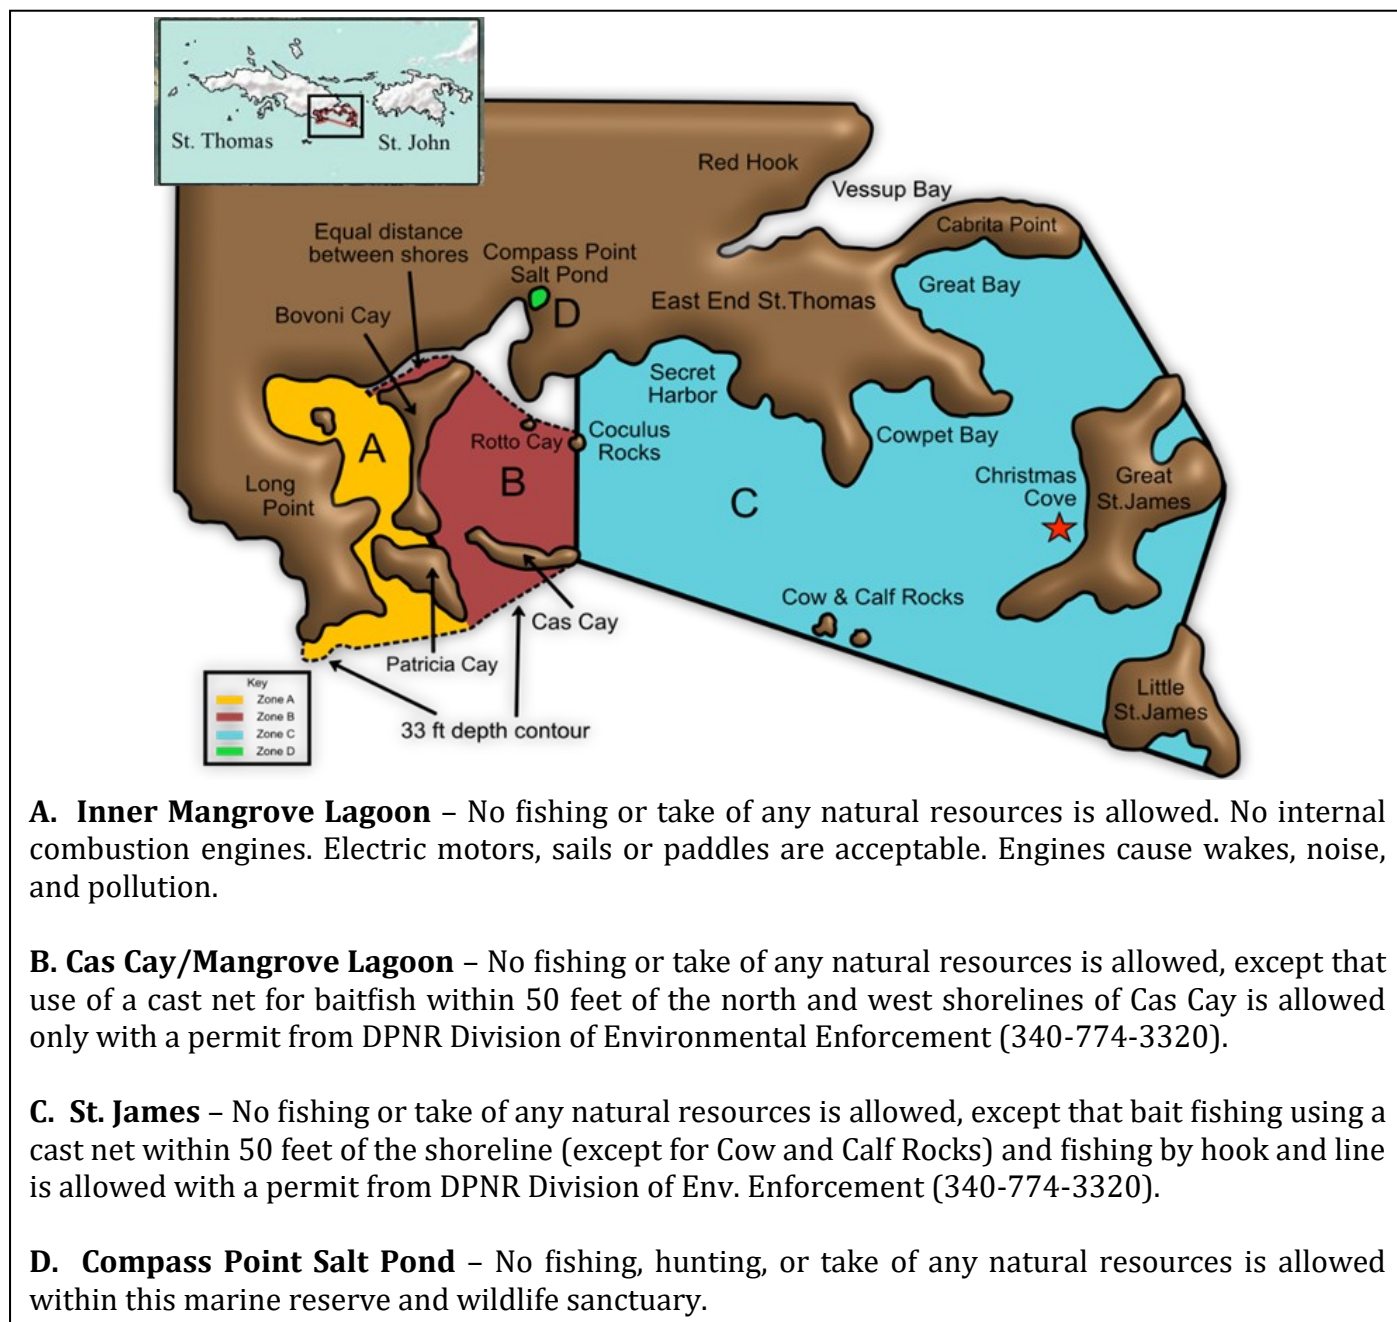 St. Thomas
St. John
Red Hook
Vessup Bay
Cabrita Point
Equal distance
between shores
Compass Point
Salt Pond
D
East End St.Thomas
Great Bay
Bovoni Cay
Secret
Harbor
A
Rotto Cay
Coculus
Rocks
Cowpet Bay
B
C
Long
Point
Christmas
Cove
Great
St.James
Cow & Calf Rocks
Cas Cay
Patricia Cay
Little
St.James
33 ft depth contour
Key
Zone A
Zone B
Zone C
Zone D
A. Inner Mangrove Lagoon – No fishing or take of any natural resources is allowed. No internal
combustion engines. Electric motors, sails or paddles are acceptable. Engines cause wakes, noise,
and pollution.
B. Cas Cay/Mangrove Lagoon – No fishing or take of any natural resources is allowed, except that
use of a cast net for baitfish within 50 feet of the north and west shorelines of Cas Cay is allowed
only with a permit from DPNR Division of Environmental Enforcement (340-774-3320).
C. St. James – No fishing or take of any natural resources is allowed, except that bait fishing using a
cast net within 50 feet of the shoreline (except for Cow and Calf Rocks) and fishing by hook and line
is allowed with a permit from DPNR Division of Env. Enforcement (340-774-3320).
D. Compass Point Salt Pond – No fishing, hunting, or take of any natural resources is allowed
within this marine reserve and wildlife sanctuary.